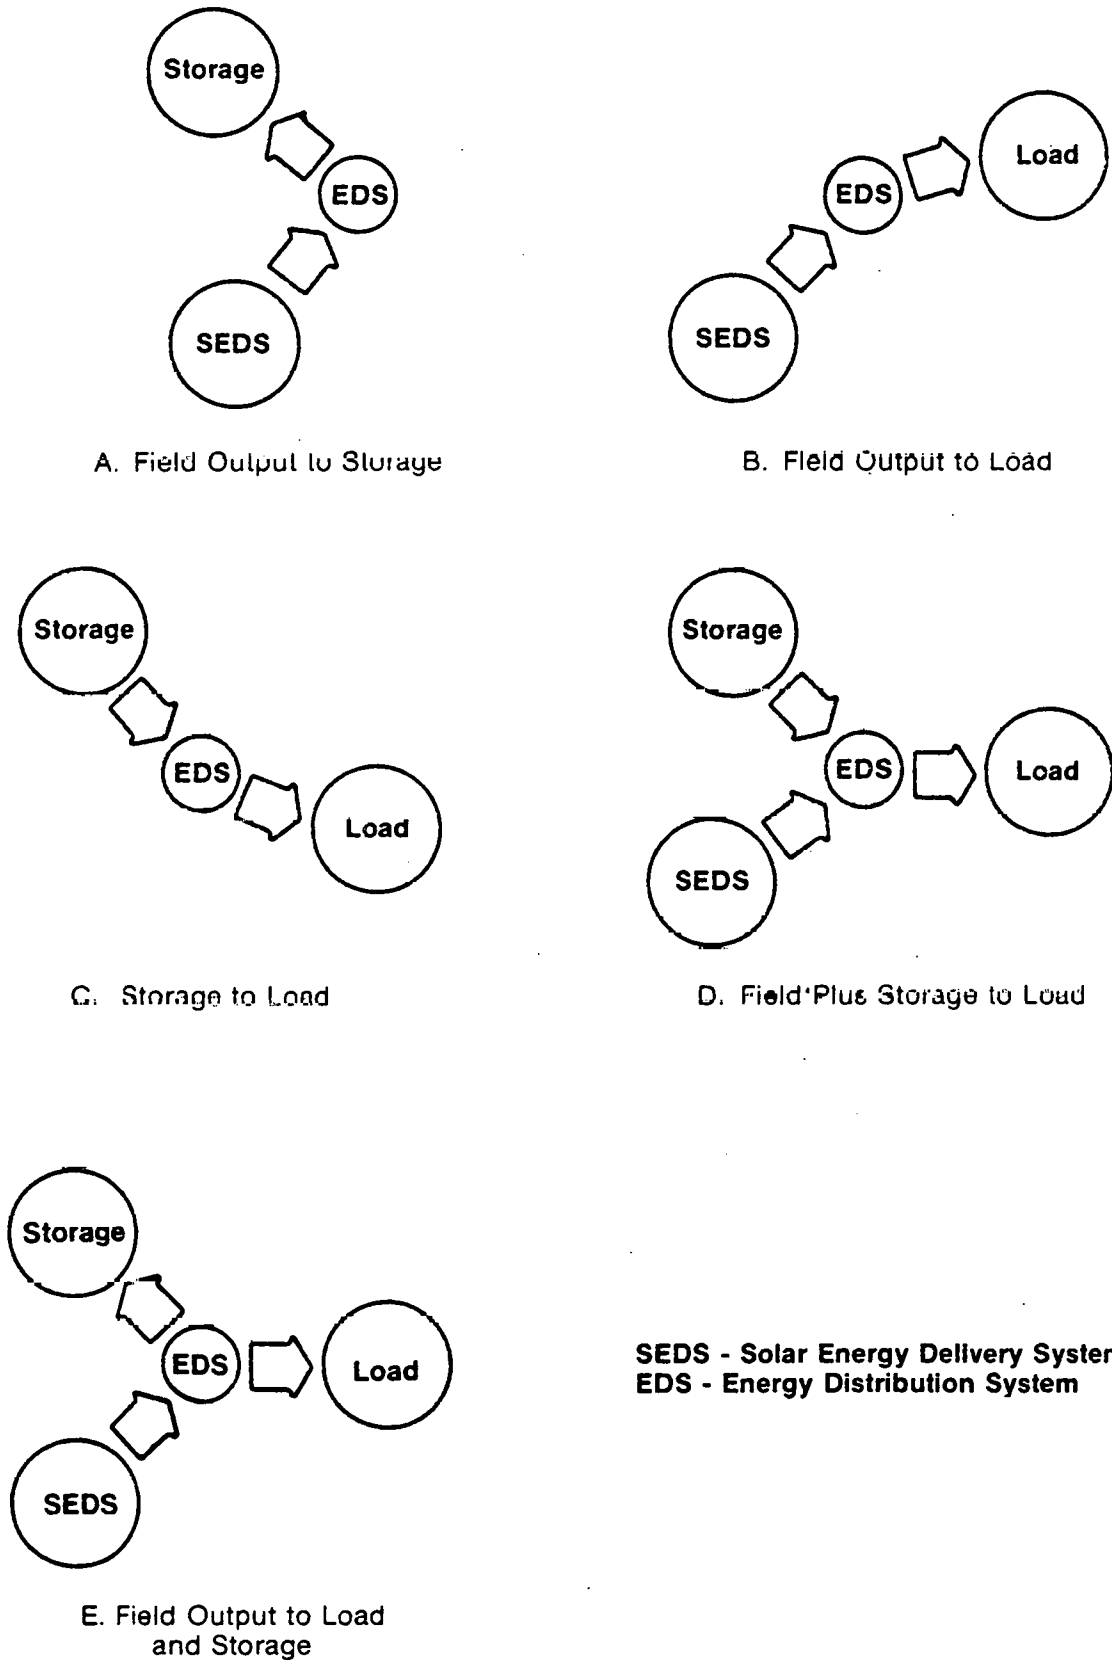 Storage
EDS
SEDS
A. Field Output to Storage
Load
EDS
SEDS
B. Field Output to Load
Storage
EDS
Load
C. Storage to Load
Storage
EDS
Load
SEDS
D. Field Plus Storage to Load
Storage
EDS
Load
SEDS
E. Field Output to Load
and Storage
SEDS - Solar Energy Delivery System
EDS - Energy Distribution System